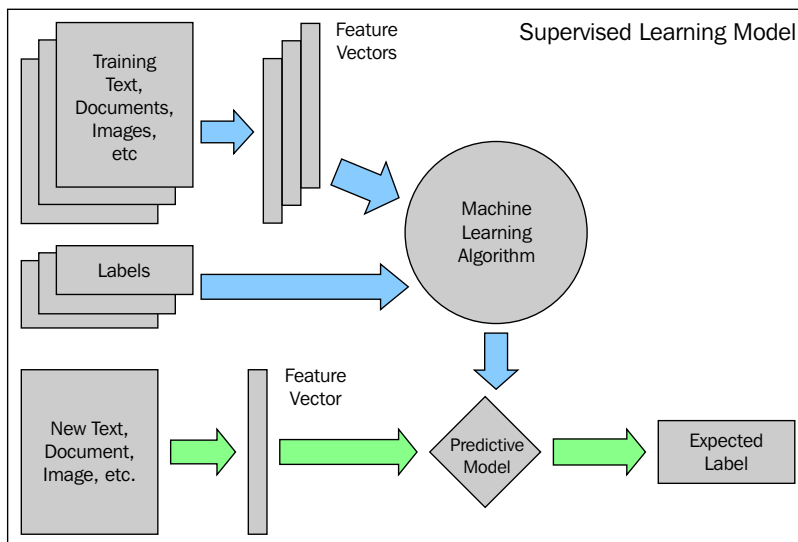 Supervised Learning Model
Training
Text,
Documents,
Images,
etc
Feature
Vectors
Machine
Learning
Algorithm
Labels
New Text,
Document,
Image, etc.
Feature
Vector
Predictive
Model
Expected
Label